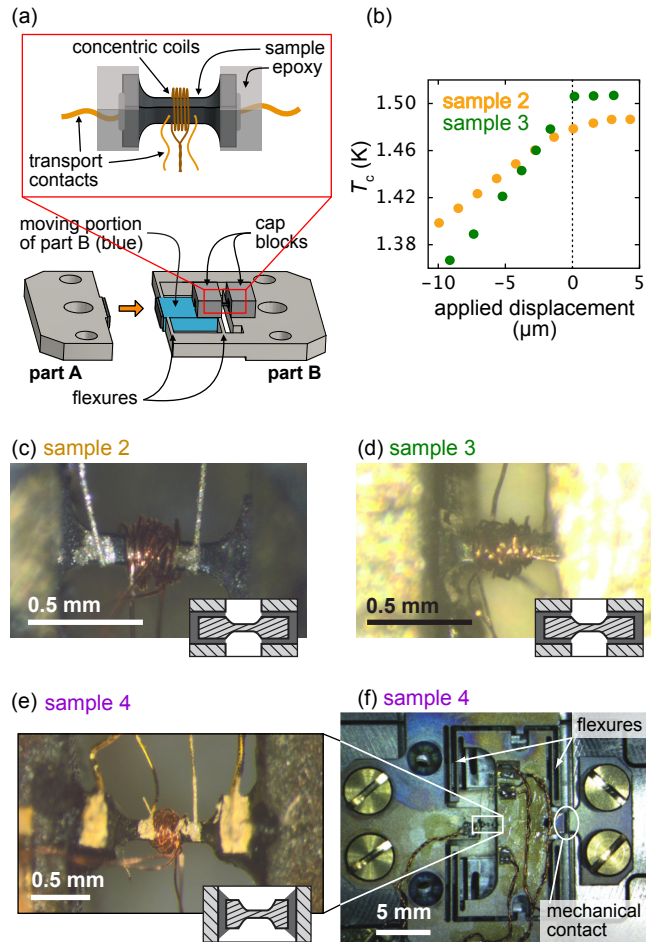 (a)
concentric coils
sample
epoxy
transport
contacts
moving portion
of part B (blue)
cap
blocks
part A
part B
flexures
(b)
sample 2
sample 3
1.50
1.46
1.42
1.38
T_c (K)
−10
−5
0
5
applied displacement
(μm)
(c) sample 2
0.5 mm
(d) sample 3
0.5 mm
(e) sample 4
0.5 mm
(f) sample 4
flexures
5 mm
mechanical
contact